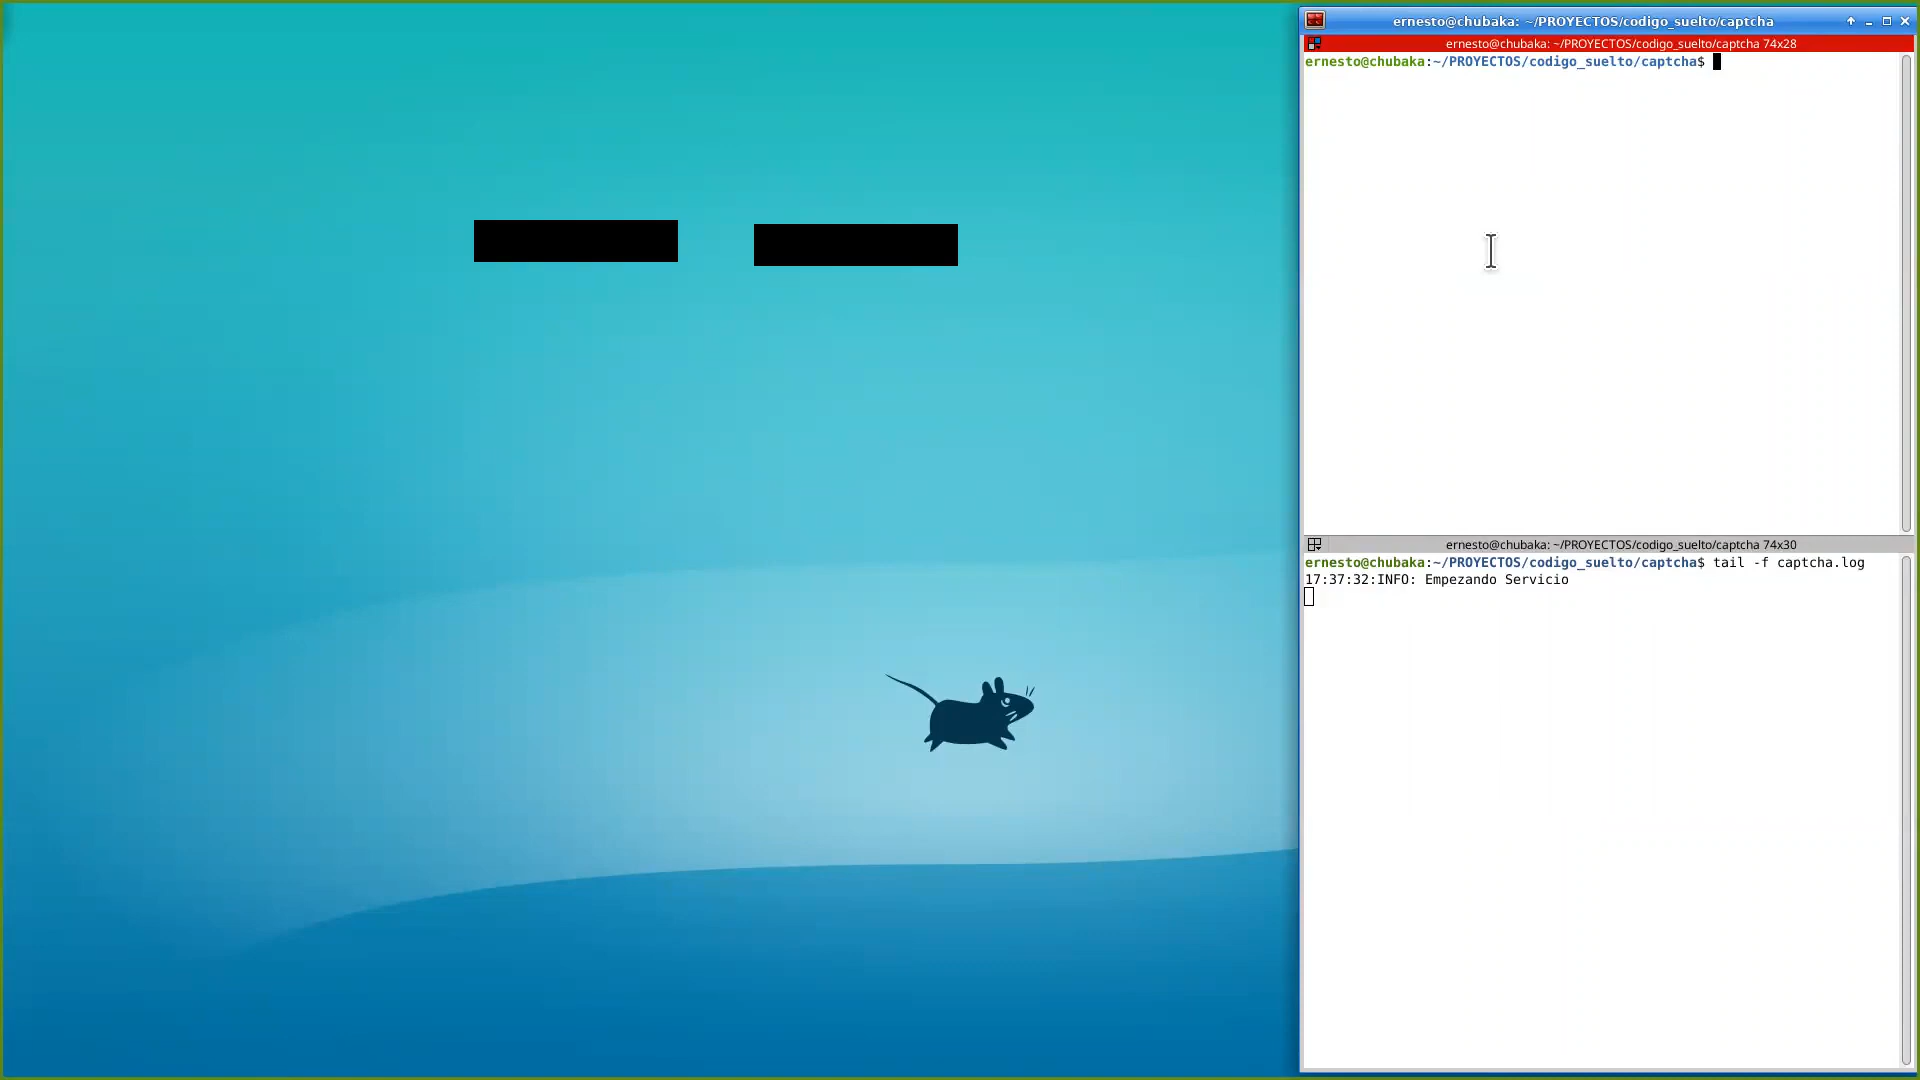 ernesto@chubaka: ~/PROYECTOS/codigo_suelto/captcha
ernesto@chubaka: ~/PROYECTOS/codigo_suelto/captcha 74x28
ernesto@chubaka:~/PROYECTOS/codigo_suelto/captcha$
ernesto@chubaka: ~/PROYECTOS/codigo_suelto/captcha 74x30
ernesto@chubaka:~/PROYECTOS/codigo_suelto/captcha$ tail -f captcha.log
17:37:32:INFO: Empezando Servicio